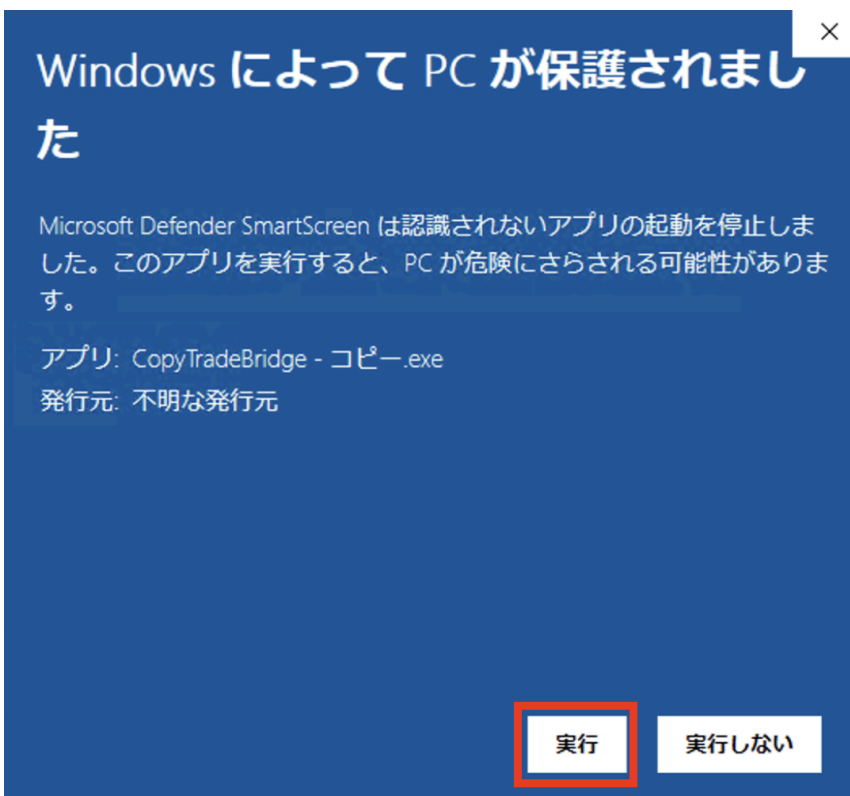 Windows によって PC が保護されまし
た
Microsoft Defender SmartScreen は認識されないアプリの起動を停止しま
した。このアプリを実行すると、PC が危険にさらされる可能性がありま
す。
アプリ: CopyTradeBridge - コピー.exe
発行元: 不明な発行元
実行 実行しない